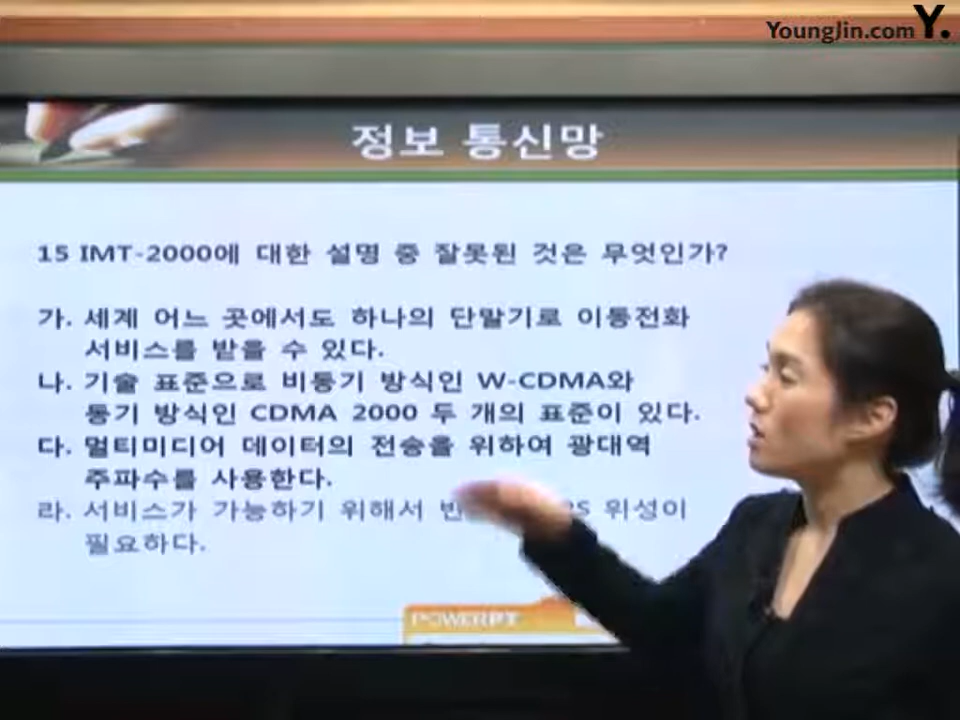 YoungJin.com Y.
정보 통신망
15 IMT-2000에 대한 설명 중 잘못된 것은 무엇인가?
가. 세계 어느 곳에서도 하나의 단말기로 이동전화
서비스를 받을 수 있다.
나. 기술 표준으로 비동기 방식인 W-CDMA와
동기 방식인 CDMA 2000 두 개의 표준이 있다.
다. 멀티미디어 데이터의 전송을 위하여 광대역
주파수를 사용한다.
라. 서비스가 가능하기 위해서 위성이
필요하다.
POWERPT